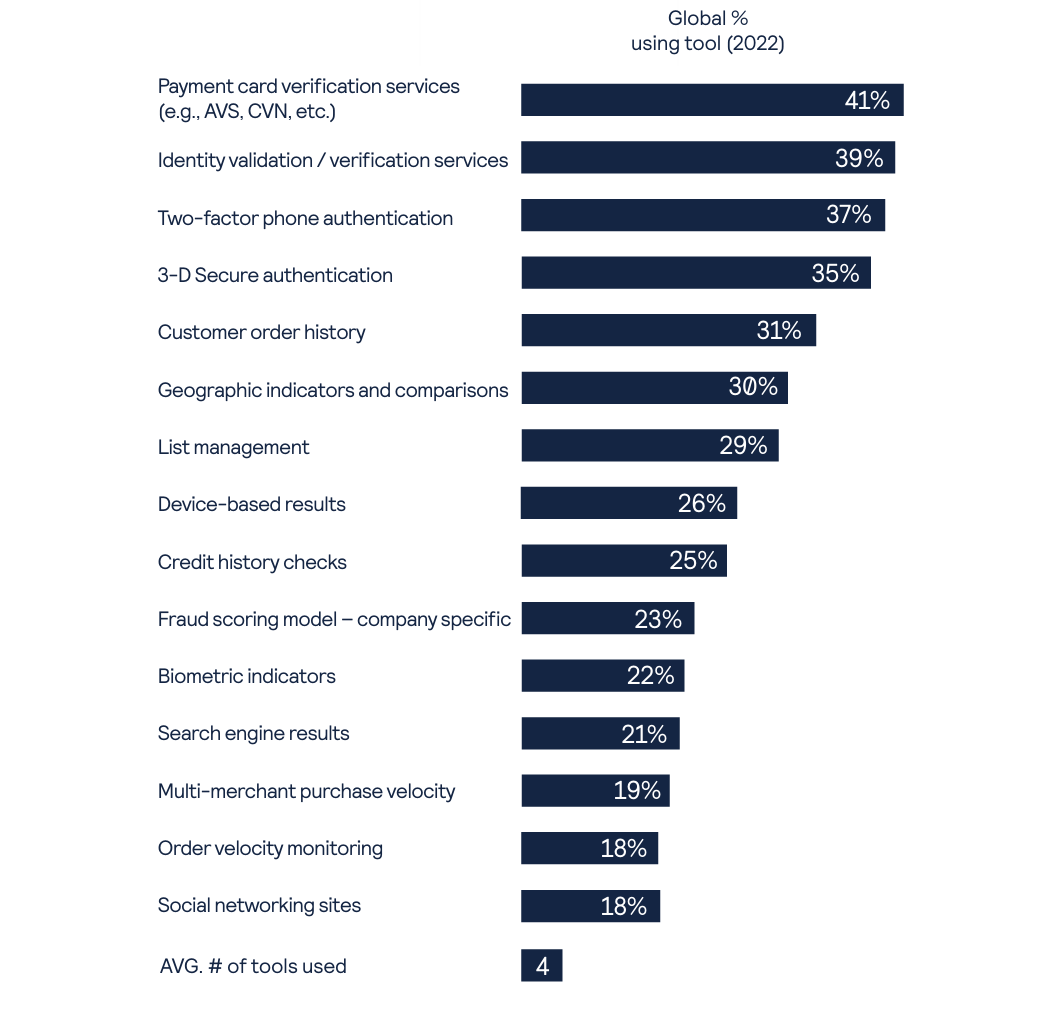 Global %
using tool (2022)
Payment card verification services
(e.g., AVS, CVN, etc.)
41%
Identity validation / verification services
39%
Two-factor phone authentication
37%
3-D Secure authentication
35%
Customer order history
31%
Geographic indicators and comparisons
30%
List management
29%
Device-based results
26%
Credit history checks
25%
Fraud scoring model – company specific
23%
Biometric indicators
22%
Search engine results
21%
Multi-merchant purchase velocity
19%
Order velocity monitoring
18%
Social networking sites
18%
AVG. # of tools used
4